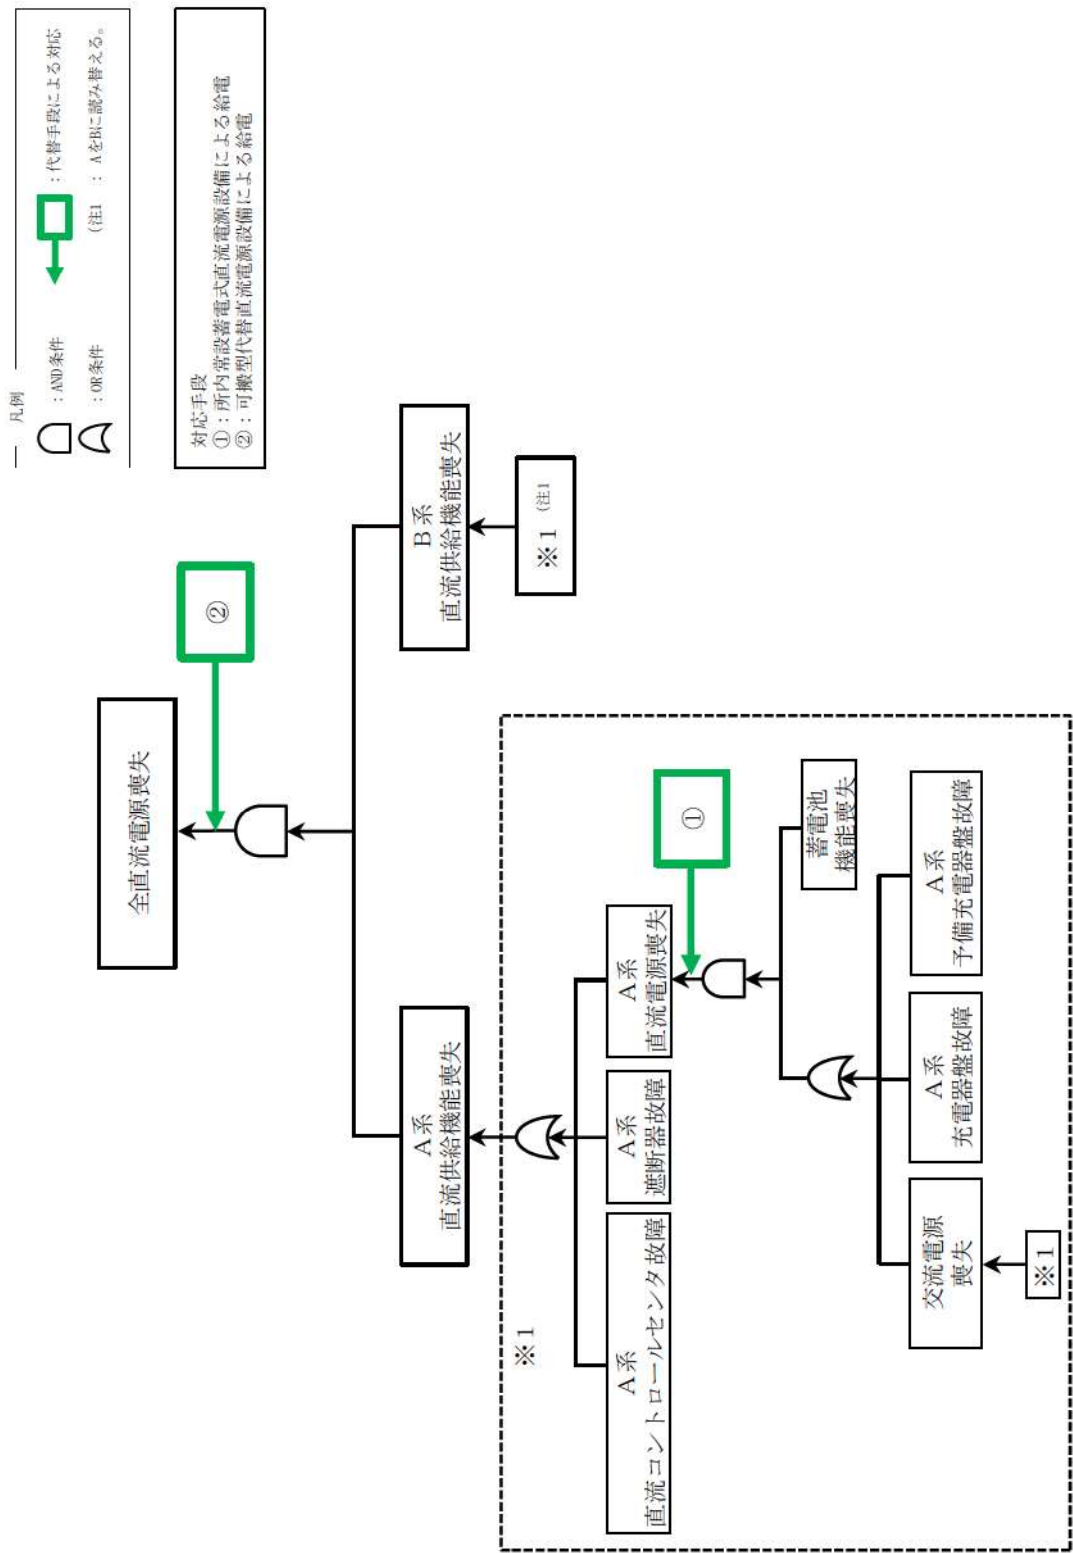 凡例
：AND条件
：代替手段による対応
：OR条件
(注1 ： AをBに読み替える。
対応手段
①：所内常設蓄電式直流電源設備による給電
②：可搬型代替直流電源設備による給電
全直流電源喪失
②
A系
直流供給機能喪失
B系
直流供給機能喪失
※1 (注1
※1
A系
直流コントロールセンタ故障
A系
遮断器故障
A系
直流電源喪失
①
蓄電池
機能喪失
交流電源
喪失
A系
充電器盤故障
A系
予備充電器盤故障
※1